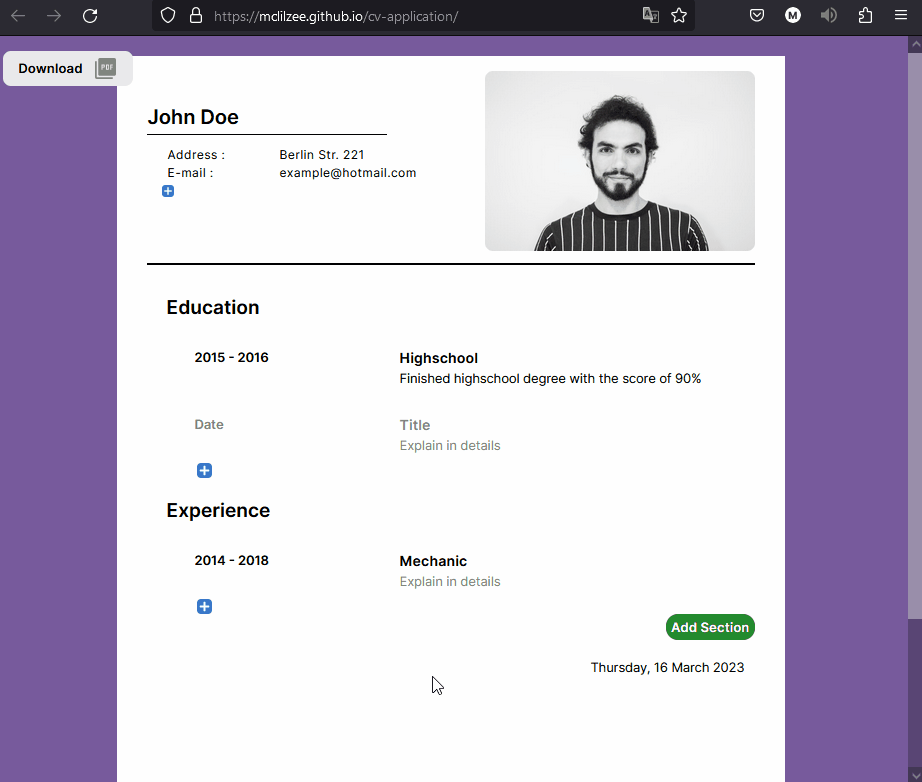 https://mclilzee.github.io/cv-application/
M
Download PDF
John Doe
Address : Berlin Str. 221
E-mail : example@hotmail.com
Education
2015 - 2016 Highschool
Finished highschool degree with the score of 90%
Date Title
Explain in details
Experience
2014 - 2018 Mechanic
Explain in details
Add Section
Thursday, 16 March 2023